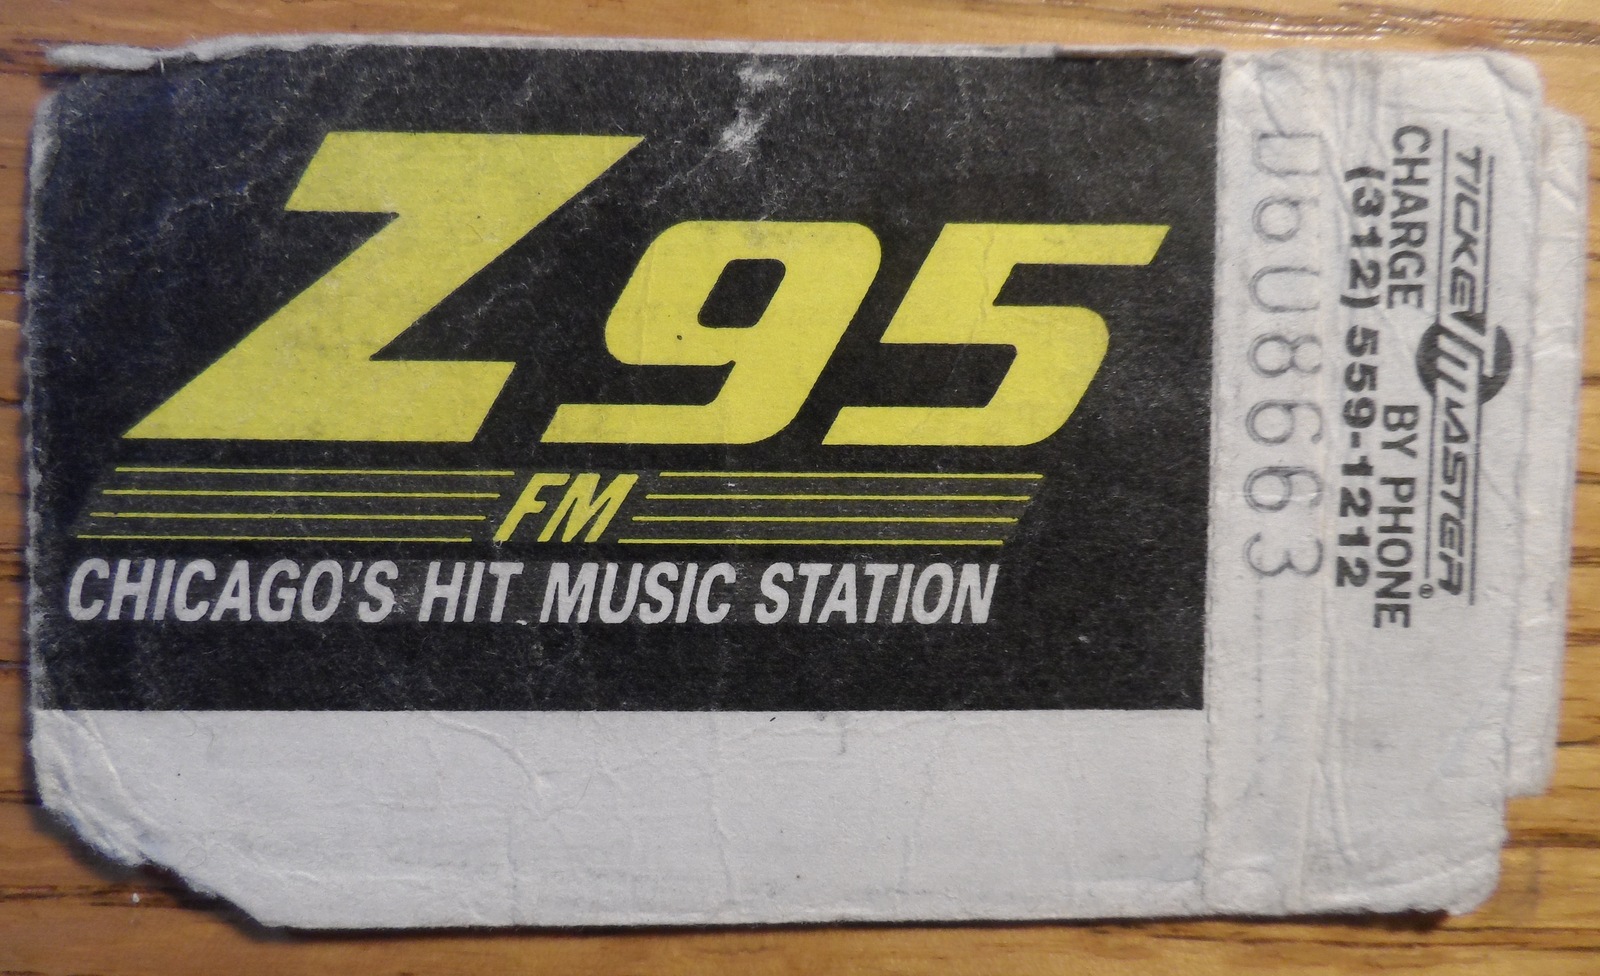 Z95
FM
CHICAGO'S HIT MUSIC STATION
TICKETMASTER®
CHARGE BY PHONE
(312) 559-1212